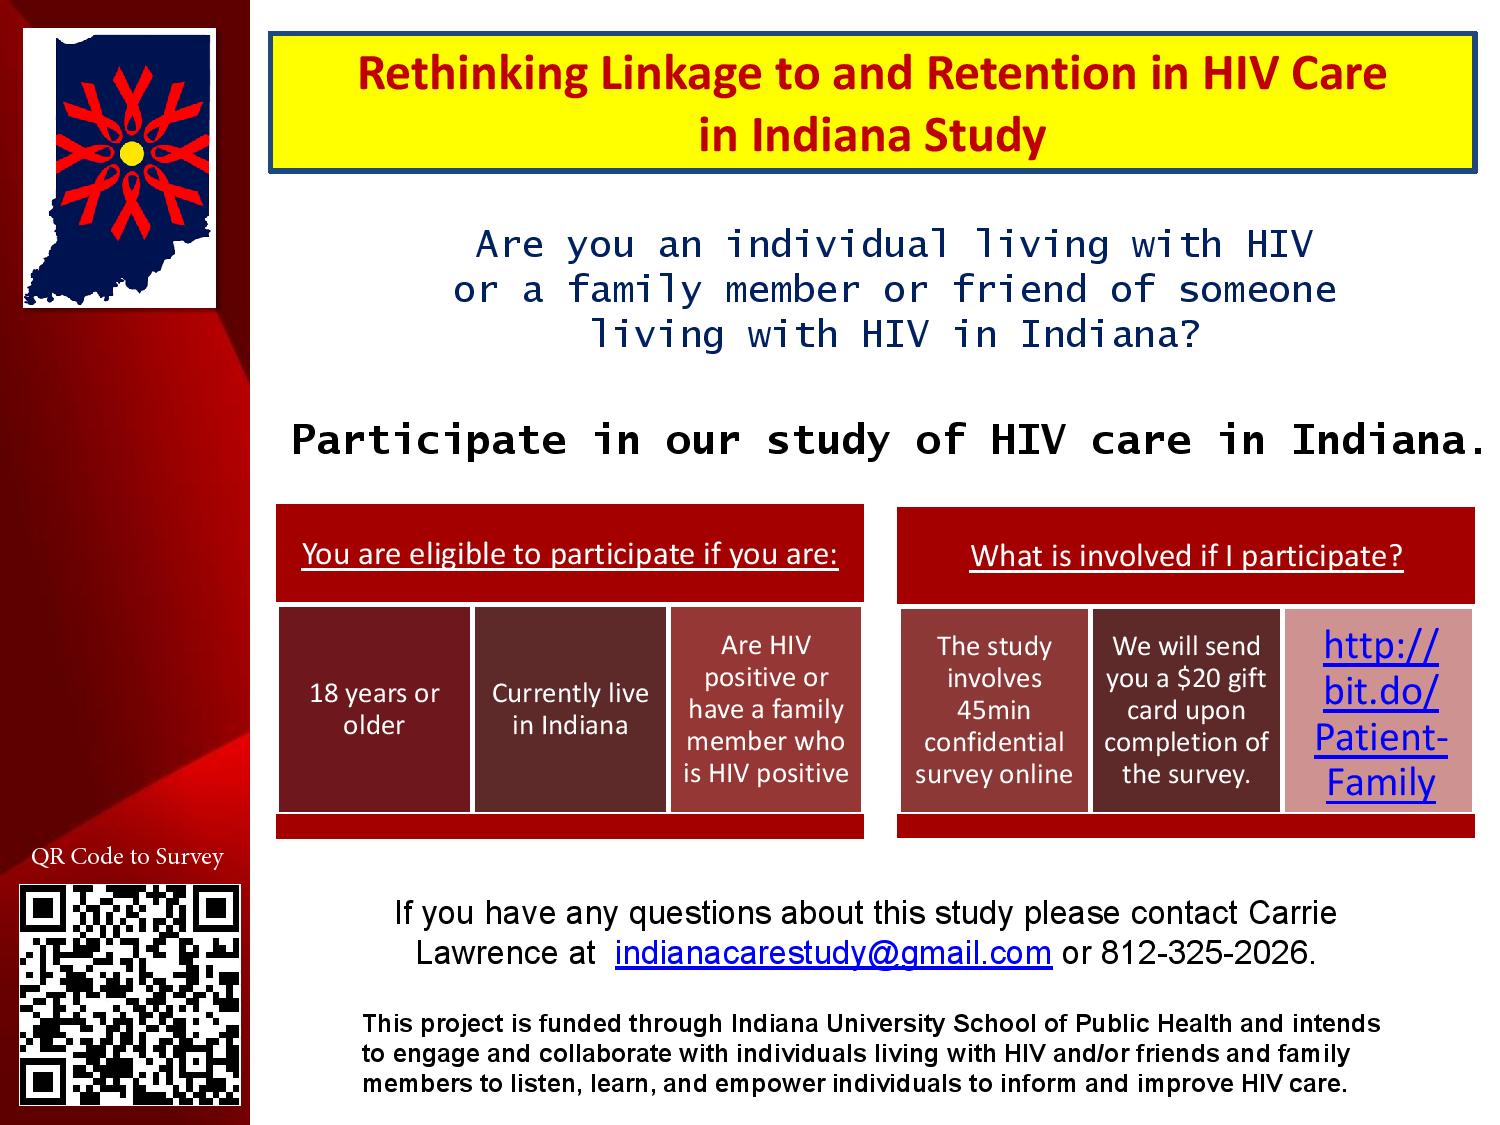 Rethinking Linkage to and Retention in HIV Care
in Indiana Study
Are you an individual living with HIV
or a family member or friend of someone
living with HIV in Indiana?
Participate in our study of HIV care in Indiana.
You are eligible to participate if you are:
18 years or
older
Currently live
in Indiana
Are HIV
positive or
have a family
member who
is HIV positive
What is involved if I participate?
The study
involves
45min
confidential
survey online
We will send
you a $20 gift
card upon
completion of
the survey.
http://
bit.do/
Patient-
Family
QR Code to Survey
If you have any questions about this study please contact Carrie
Lawrence at indianacarestudy@gmail.com or 812-325-2026.
This project is funded through Indiana University School of Public Health and intends
to engage and collaborate with individuals living with HIV and/or friends and family
members to listen, learn, and empower individuals to inform and improve HIV care.